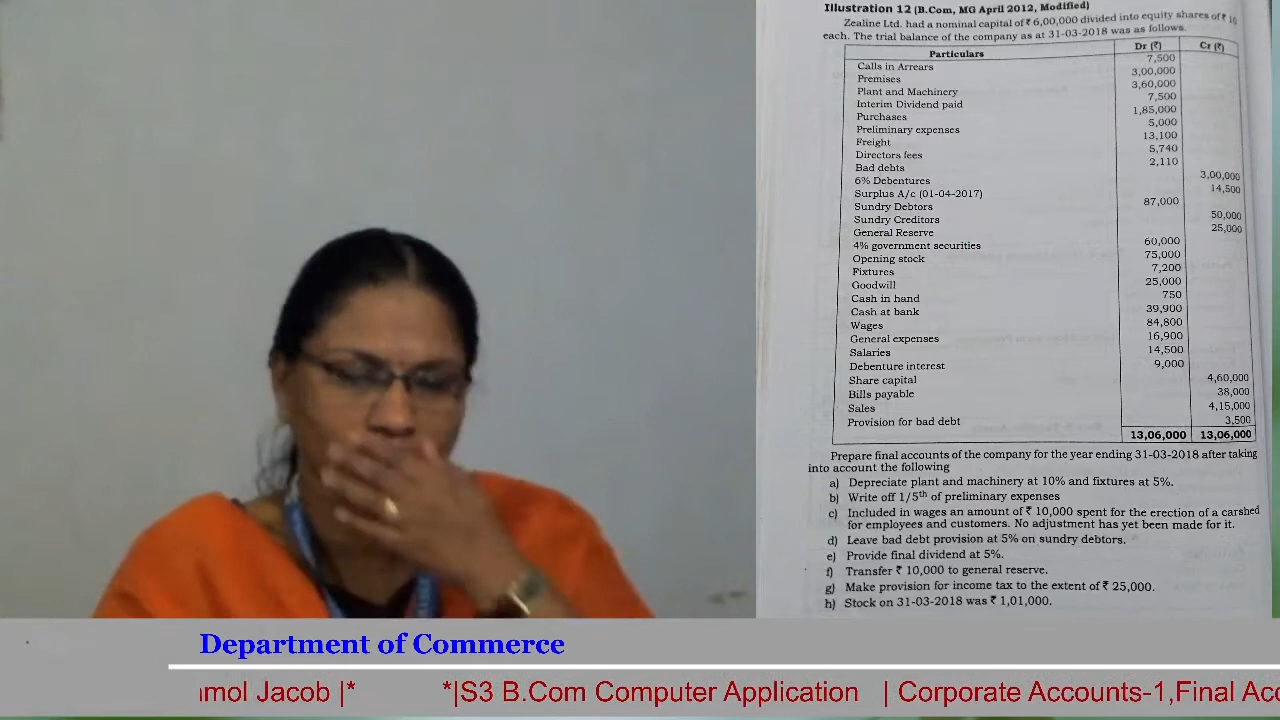 Illustration 12 (B.Com, MG April 2012, Modified)
Zealine Ltd. had a nominal capital of ₹ 6,00,000 divided into equity shares of ₹ 10
each. The trial balance of the company as at 31-03-2018 was as follows.
Particulars Dr (₹) Cr (₹)
Calls in Arrears 7,500
Premises 3,00,000
Plant and Machinery 3,60,000
Interim Dividend paid 7,500
Purchases 1,85,000
Preliminary expenses 5,000
Freight 13,100
Directors fees 5,740
Bad debts 2,110
6% Debentures 3,00,000
Surplus A/c (01-04-2017) 14,500
Sundry Debtors 87,000
Sundry Creditors 50,000
General Reserve 25,000
4% government securities 60,000
Opening stock 75,000
Fixtures 7,200
Goodwill 25,000
Cash in hand 750
Cash at bank 39,900
Wages 84,800
General expenses 16,900
Salaries 14,500
Debenture interest 9,000
Share capital 4,60,000
Bills payable 38,000
Sales 4,15,000
Provision for bad debt 3,500
13,06,000 13,06,000
Prepare final accounts of the company for the year ending 31-03-2018 after taking
into account the following
a) Depreciate plant and machinery at 10% and fixtures at 5%.
b) Write off 1/5th of preliminary expenses
c) Included in wages an amount of ₹ 10,000 spent for the erection of a carshed
for employees and customers. No adjustment has yet been made for it.
d) Leave bad debt provision at 5% on sundry debtors.
e) Provide final dividend at 5%.
f) Transfer ₹ 10,000 to general reserve.
g) Make provision for income tax to the extent of ₹ 25,000.
h) Stock on 31-03-2018 was ₹ 1,01,000.
Department of Commerce
mol Jacob |* *|S3 B.Com Computer Application | Corporate Accounts-1,Final Acc